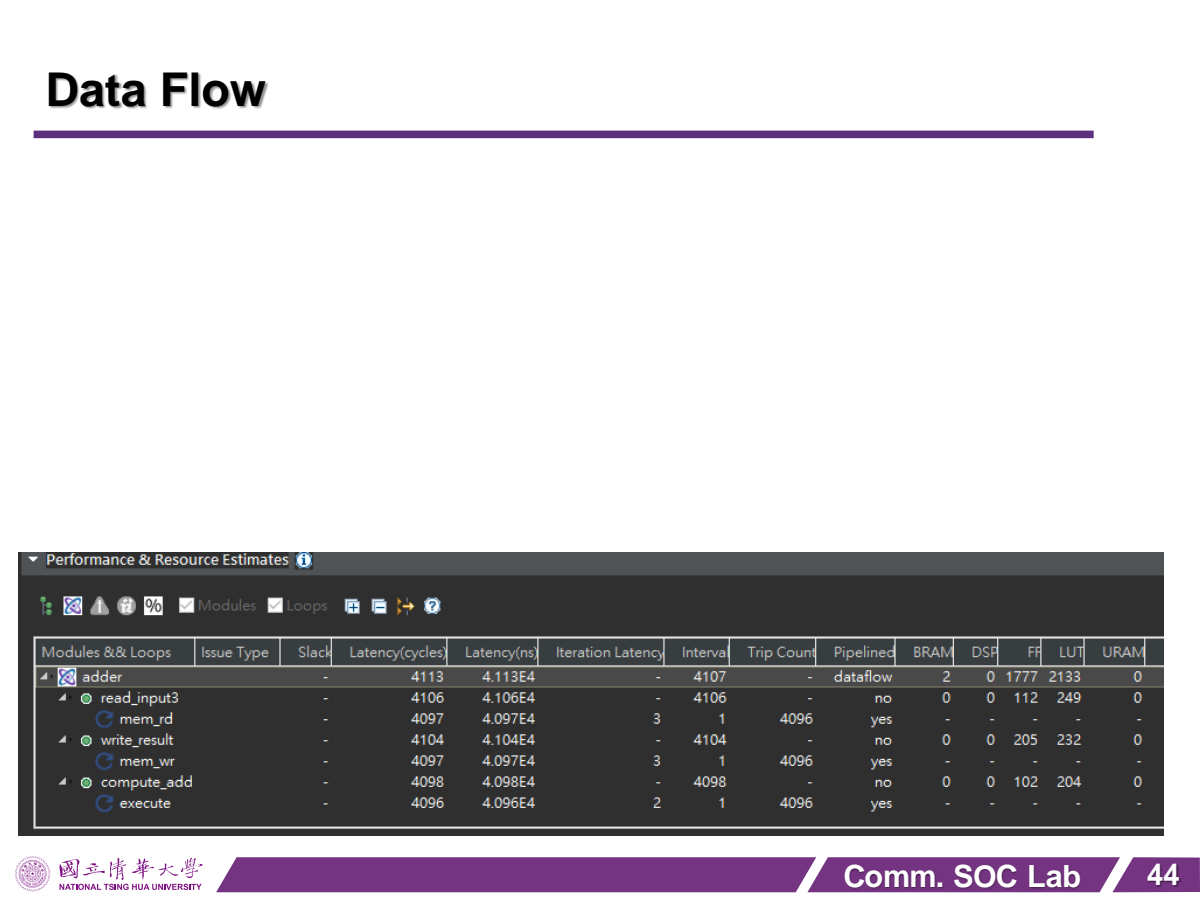 Data Flow
Performance & Resource Estimates
% Modules Loops
Modules && Loops Issue Type Slack Latency(cycles) Latency(ns) Iteration Latency Interval Trip Count Pipelined BRAM DSP FF LUT URAM
adder - 4113 4.113E4 - 4107 - dataflow 2 0 1777 2133 0
read_input3 - 4106 4.106E4 - 4106 - no 0 0 112 249 0
mem_rd - 4097 4.097E4 3 1 4096 yes - - - - -
write_result - 4104 4.104E4 - 4104 - no 0 0 205 232 0
mem_wr - 4097 4.097E4 3 1 4096 yes - - - - -
compute_add - 4098 4.098E4 - 4098 - no 0 0 102 204 0
execute - 4096 4.096E4 2 1 4096 yes - - - - -
國立清華大學
NATIONAL TSING HUA UNIVERSITY
Comm. SOC Lab 44